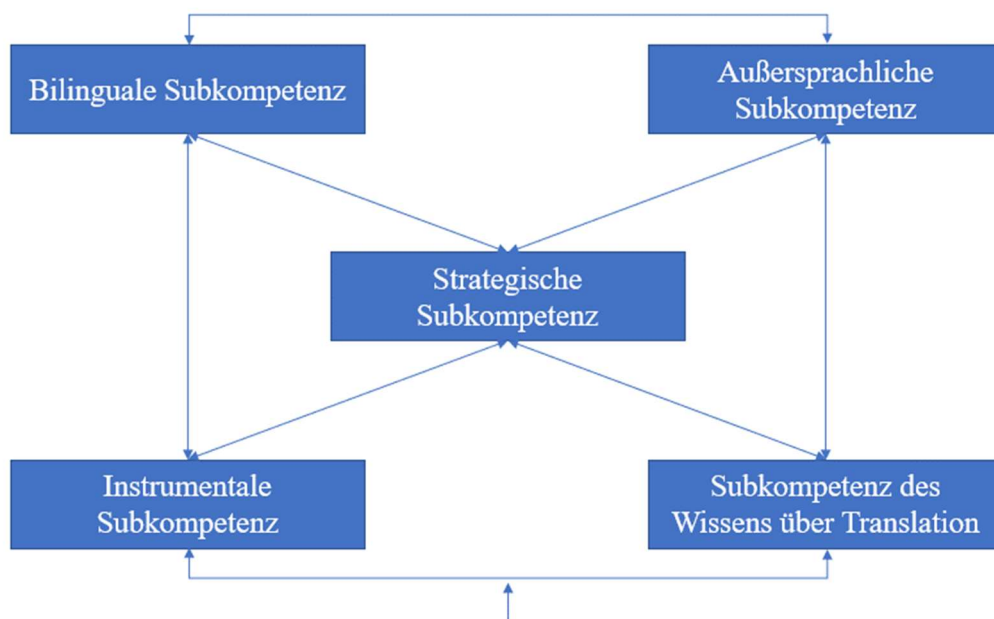 Bilinguale Subkompetenz
Außersprachliche
Subkompetenz
Strategische
Subkompetenz
Instrumentale
Subkompetenz
Subkompetenz des
Wissens über Translation